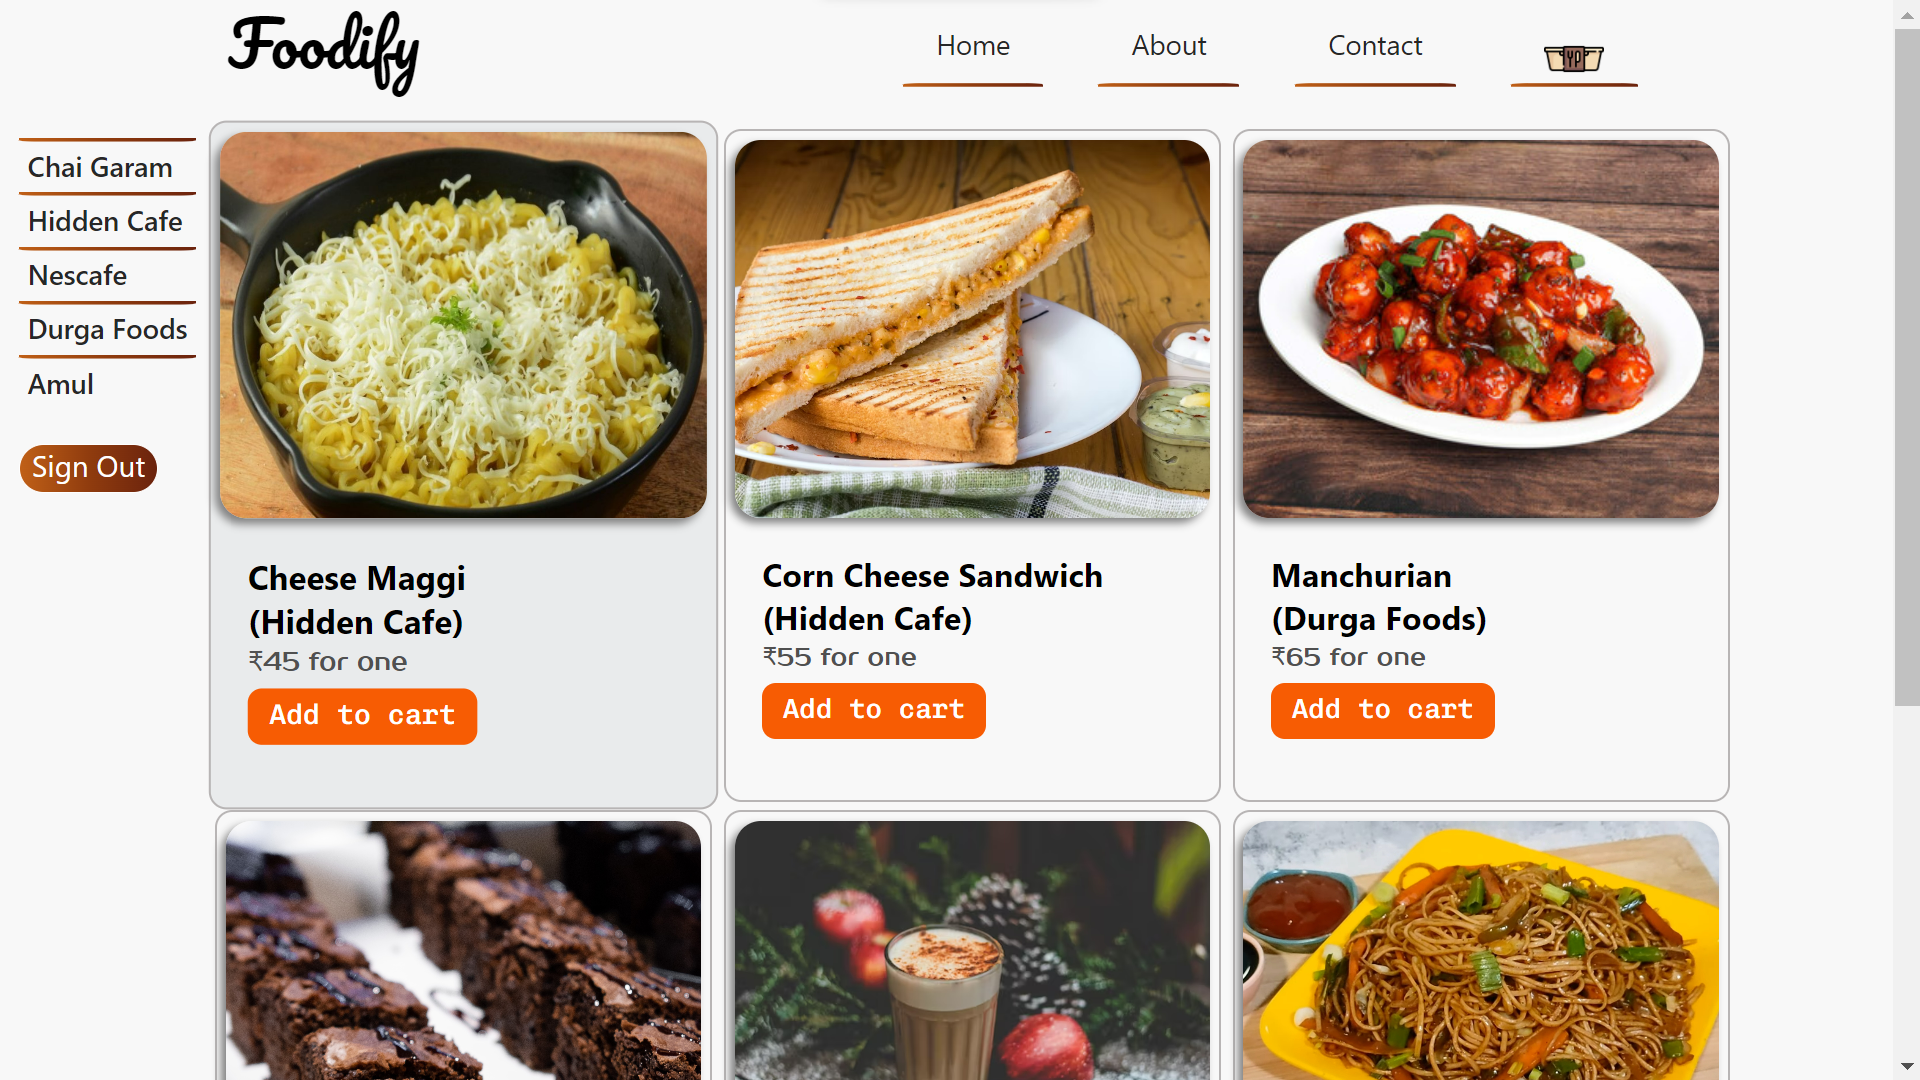 Foodify
Home
About
Contact
Chai Garam
Hidden Cafe
Nescafe
Durga Foods
Amul
Sign Out
Cheese Maggi
(Hidden Cafe)
₹45 for one
Add to cart
Corn Cheese Sandwich
(Hidden Cafe)
₹55 for one
Add to cart
Manchurian
(Durga Foods)
₹65 for one
Add to cart